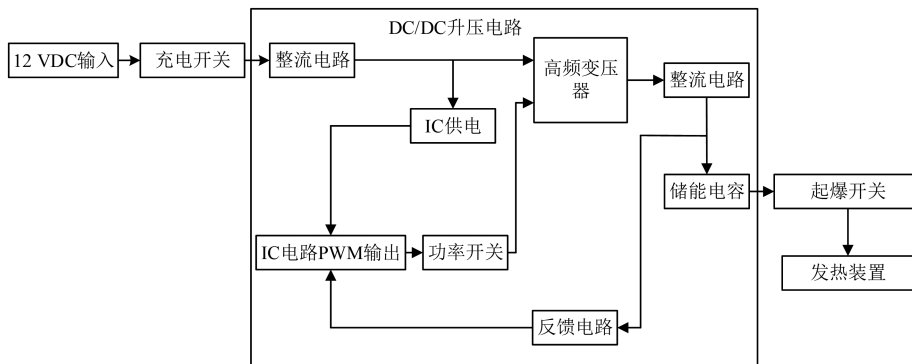 DC/DC升压电路
12 VDC输入
充电开关
整流电路
高频变压
器
整流电路
IC供电
储能电容
起爆开关
IC电路PWM输出
功率开关
发热装置
反馈电路